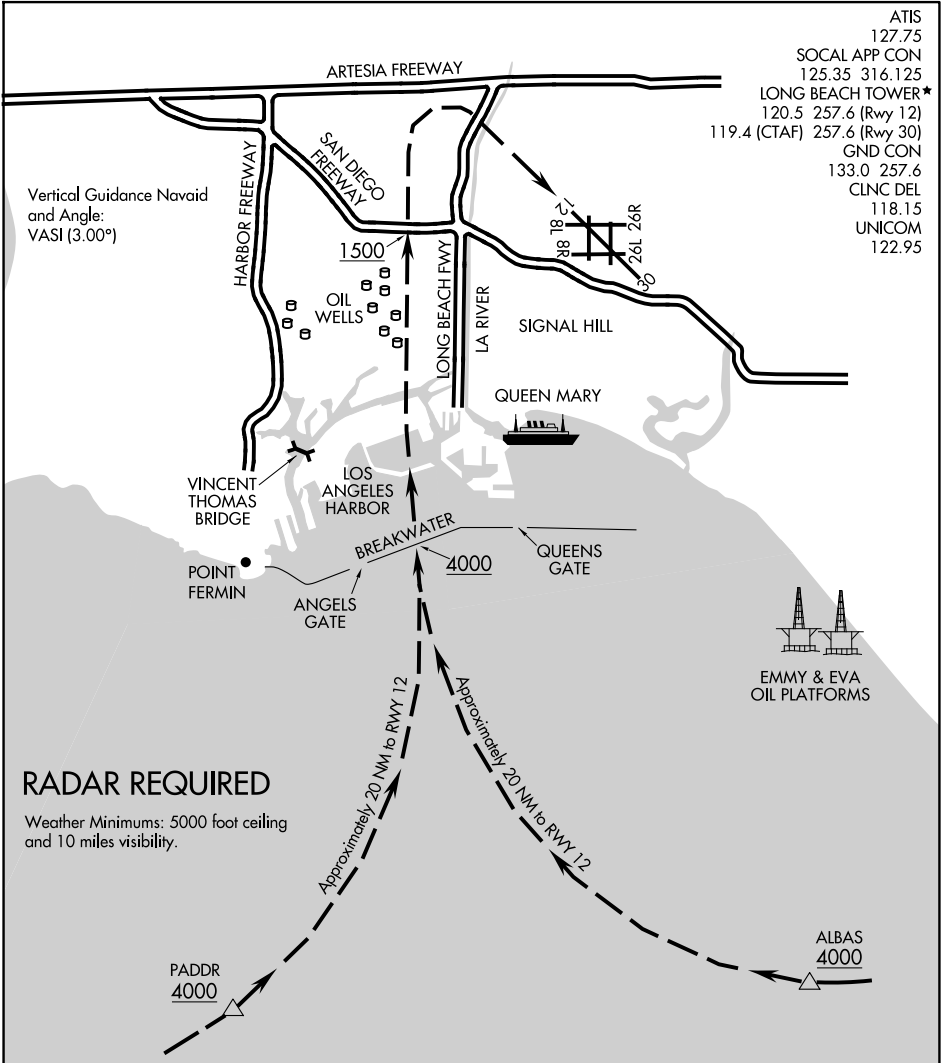 ATIS
127.75
SOCAL APP CON
125.35 316.125
LONG BEACH TOWER★
120.5 257.6 (Rwy 12)
119.4 (CTAF) 257.6 (Rwy 30)
GND CON
133.0 257.6
CLNC DEL
118.15
UNICOM
122.95
ARTESIA FREEWAY
Vertical Guidance Navaid
and Angle:
VASI (3.00°)
HARBOR FREEWAY
SAN DIEGO
FREEWAY
1500
OIL
WELLS
LONG BEACH FWY
LA RIVER
12
8L
8R
26R
26L
30
SIGNAL HILL
QUEEN MARY
VINCENT
THOMAS
BRIDGE
LOS
ANGELES
HARBOR
BREAKWATER
4000
QUEENS
GATE
POINT
FERMIN
ANGELS
GATE
EMMY & EVA
OIL PLATFORMS
Approximately 20 NM to RWY 12
Approximately 20 NM to RWY 12
RADAR REQUIRED
Weather Minimums: 5000 foot ceiling
and 10 miles visibility.
PADDR
4000
ALBAS
4000